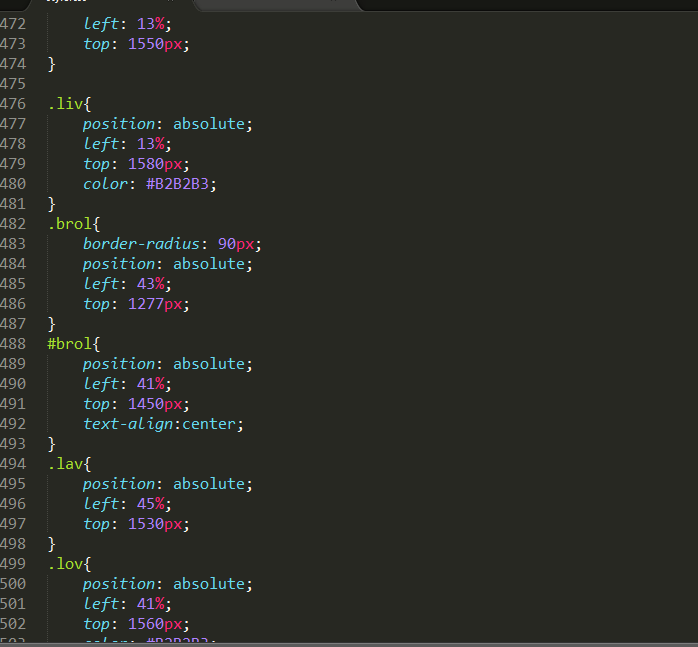 472 left: 13%;
473 top: 1550px;
474 }
475
476 .liv{
477 position: absolute;
478 left: 13%;
479 top: 1580px;
480 color: #B2B2B3;
481 }
482 .brol{
483 border-radius: 90px;
484 position: absolute;
485 left: 43%;
486 top: 1277px;
487 }
488 #brol{
489 position: absolute;
490 left: 41%;
491 top: 1450px;
492 text-align:center;
493 }
494 .lav{
495 position: absolute;
496 left: 45%;
497 top: 1530px;
498 }
499 .lov{
500 position: absolute;
501 left: 41%;
502 top: 1560px;
503 color: #B2B2B3;